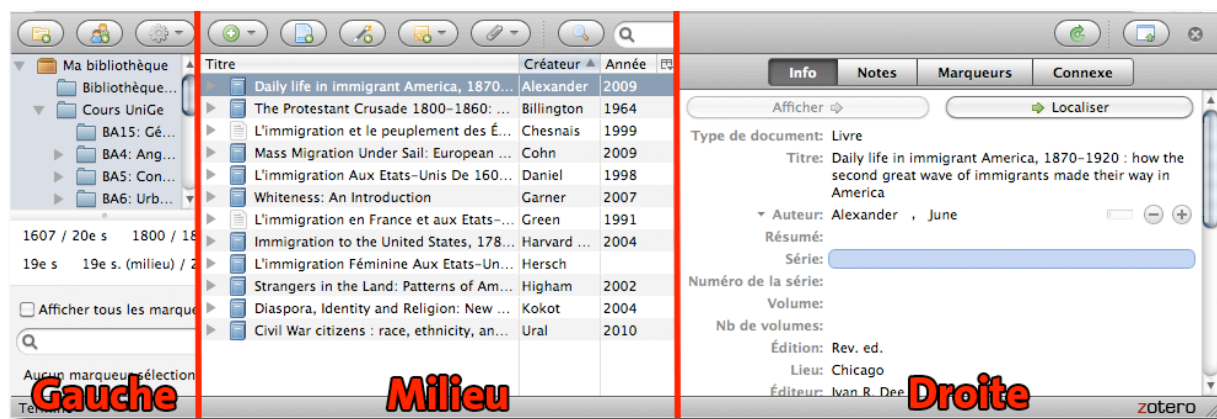 Ma bibliothèque
Bibliothèque...
Cours UniGe
BA15: Gé...
BA4: Ang...
BA5: Con...
BA6: Urb...
1607 / 20e s 1800 / 18
19e s 19e s. (milieu) / 2
Afficher tous les marque
Aucun marqueur sélection
Gauche
Titre Créateur Année
Daily life in immigrant America, 1870... Alexander 2009
The Protestant Crusade 1800-1860: ... Billington 1964
L'immigration et le peuplement des É... Chesnais 1999
Mass Migration Under Sail: European ... Cohn 2009
L'immigration Aux Etats-Unis De 160... Daniel 1998
Whiteness: An Introduction Garner 2007
L'immigration en France et aux Etats-... Green 1991
Immigration to the United States, 178... Harvard ... 2004
L'immigration Féminine Aux Etats-Un... Hersch
Strangers in the Land: Patterns of Am... Higham 2002
Diaspora, Identity and Religion: New ... Kokot 2004
Civil War citizens : race, ethnicity, an... Ural 2010
Milieu
Info Notes Marqueurs Connexe
Afficher Localiser
Type de document: Livre
Titre: Daily life in immigrant America, 1870-1920 : how the
second great wave of immigrants made their way in
America
Auteur: Alexander , June
Résumé:
Série:
Numéro de la série:
Volume:
Nb de volumes:
Édition: Rev. ed.
Lieu: Chicago
Éditeur: Ivan R. Dee
Droite
zotero